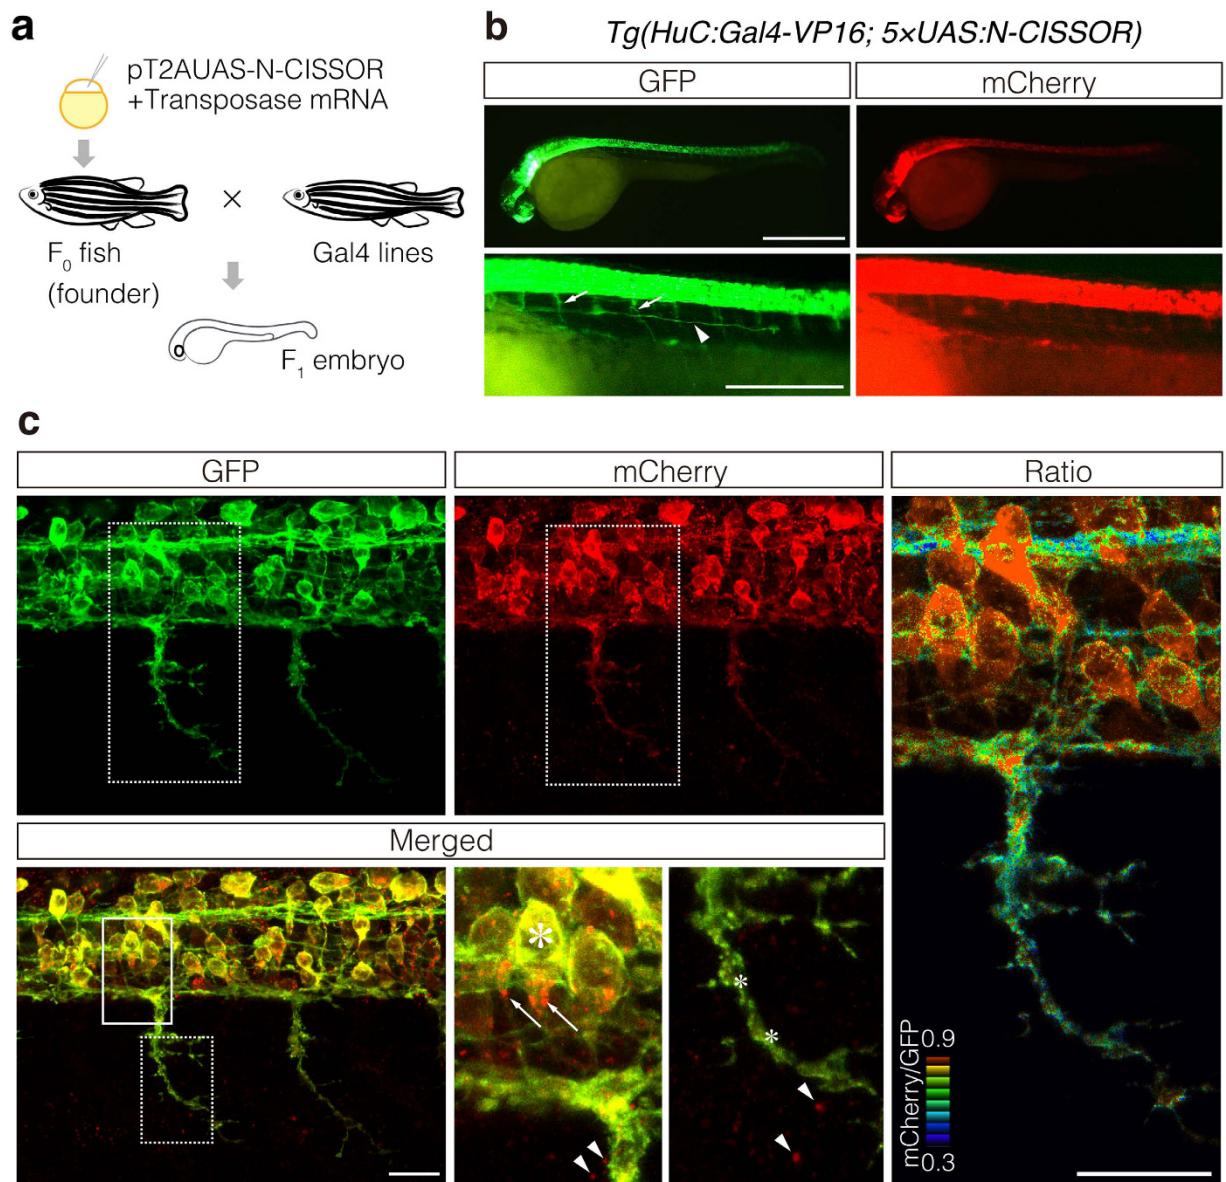 a
pT2AUAS-N-CISSOR
+Transposase mRNA
×
F₀ fish
(founder)
Gal4 lines
F₁ embryo
b
Tg(HuC:Gal4-VP16; 5×UAS:N-CISSOR)
GFP
mCherry
c
GFP
mCherry
Ratio
Merged
*
*
*
mCherry/GFP
0.9
0.3